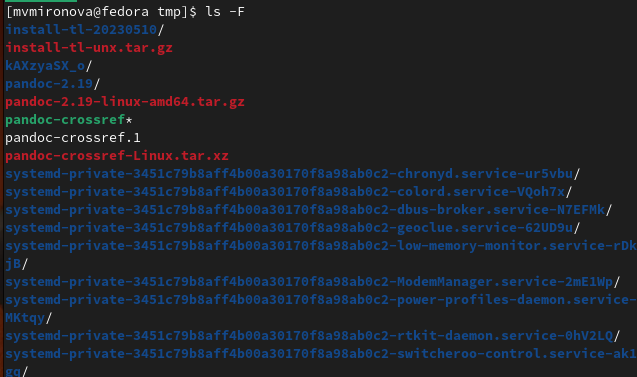 [mvmironova@fedora tmp]$ ls -F
install-tl-20230510/
install-tl-unx.tar.gz
kAXzyaSX_o/
pandoc-2.19/
pandoc-2.19-linux-amd64.tar.gz
pandoc-crossref*
pandoc-crossref.1
pandoc-crossref-Linux.tar.xz
systemd-private-3451c79b8aff4b00a30170f8a98ab0c2-chronyd.service-ur5vbu/
systemd-private-3451c79b8aff4b00a30170f8a98ab0c2-colord.service-VQoh7x/
systemd-private-3451c79b8aff4b00a30170f8a98ab0c2-dbus-broker.service-N7EFMk/
systemd-private-3451c79b8aff4b00a30170f8a98ab0c2-geoclue.service-G2UD9u/
systemd-private-3451c79b8aff4b00a30170f8a98ab0c2-low-memory-monitor.service-rDk
jB/
systemd-private-3451c79b8aff4b00a30170f8a98ab0c2-ModemManager.service-2mE1Wp/
systemd-private-3451c79b8aff4b00a30170f8a98ab0c2-power-profiles-daemon.service-
MKtqy/
systemd-private-3451c79b8aff4b00a30170f8a98ab0c2-rtkit-daemon.service-0hV2LQ/
systemd-private-3451c79b8aff4b00a30170f8a98ab0c2-switcheroo-control.service-ak1
gq/